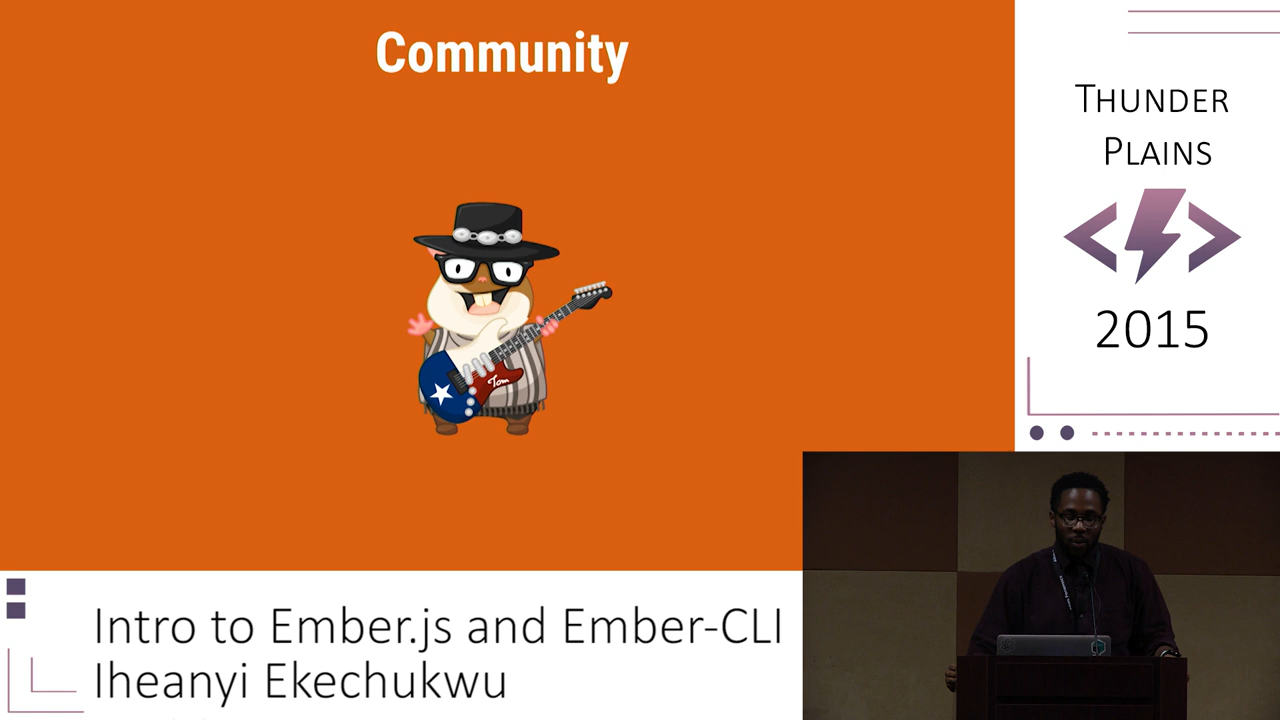 Community
Tom
THUNDER
PLAINS
2015
Intro to Ember.js and Ember-CLI
Iheanyi Ekechukwu